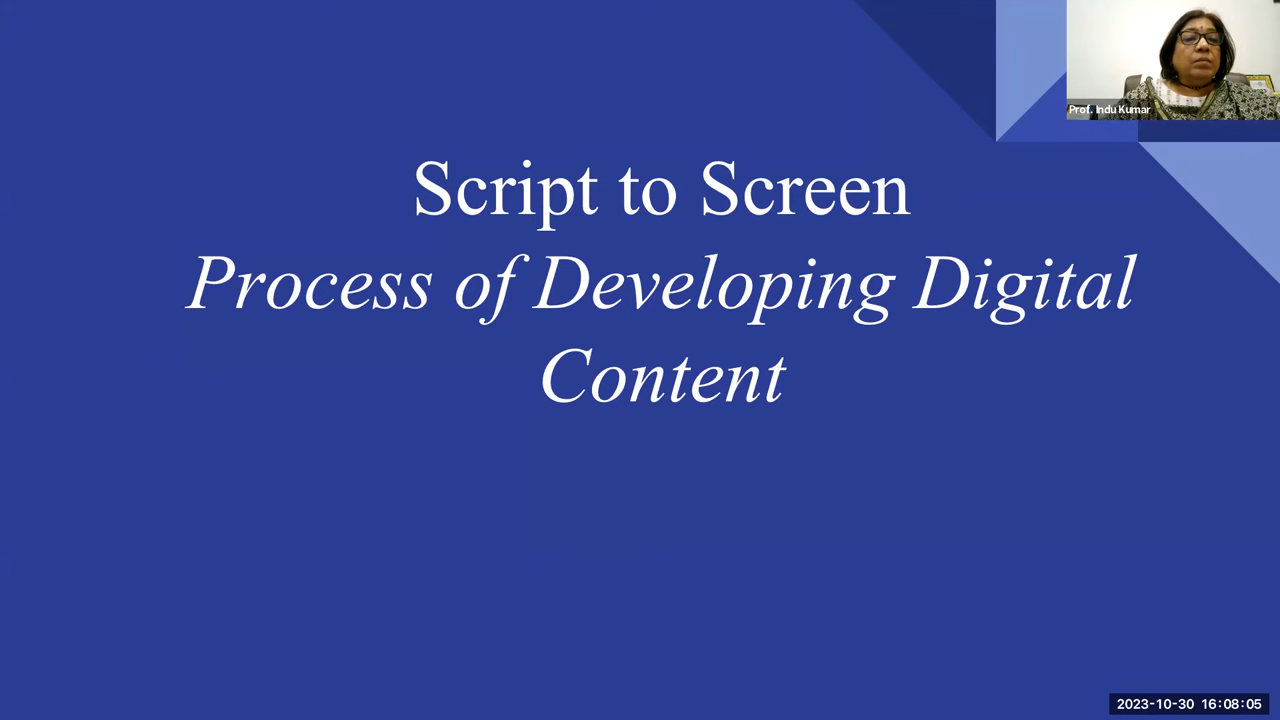 Prof. Indu Kumar
Script to Screen
Process of Developing Digital
Content
2023-10-30 16:08:05